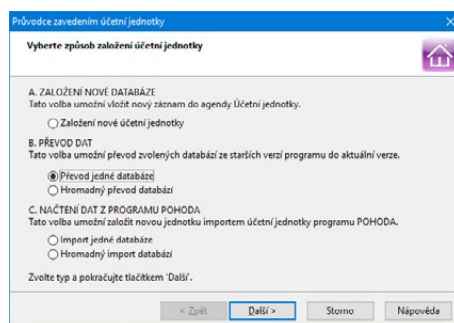 Průvodce zavedením účetní jednotky
Vyberte způsob založení účetní jednotky
A. ZALOŽENÍ NOVÉ DATABÁZE
Tato volba umožní vložit nový záznam do agendy Účetní jednotky.
Založení nové účetní jednotky
B. PŘEVOD DAT
Tato volba umožní převod zvolených databází ze starších verzí programu do aktuální verze.
Převod jedné databáze
Hromadný převod databází
C. NAČTENÍ DAT Z PROGRAMU POHODA
Tato volba umožní založit novou jednotku importem účetní jednotky programu POHODA.
Import jedné databáze
Hromadný import databází
Zvolte typ a pokračujte tlačítkem 'Další'.
< Zpět Další > Storno Nápověda